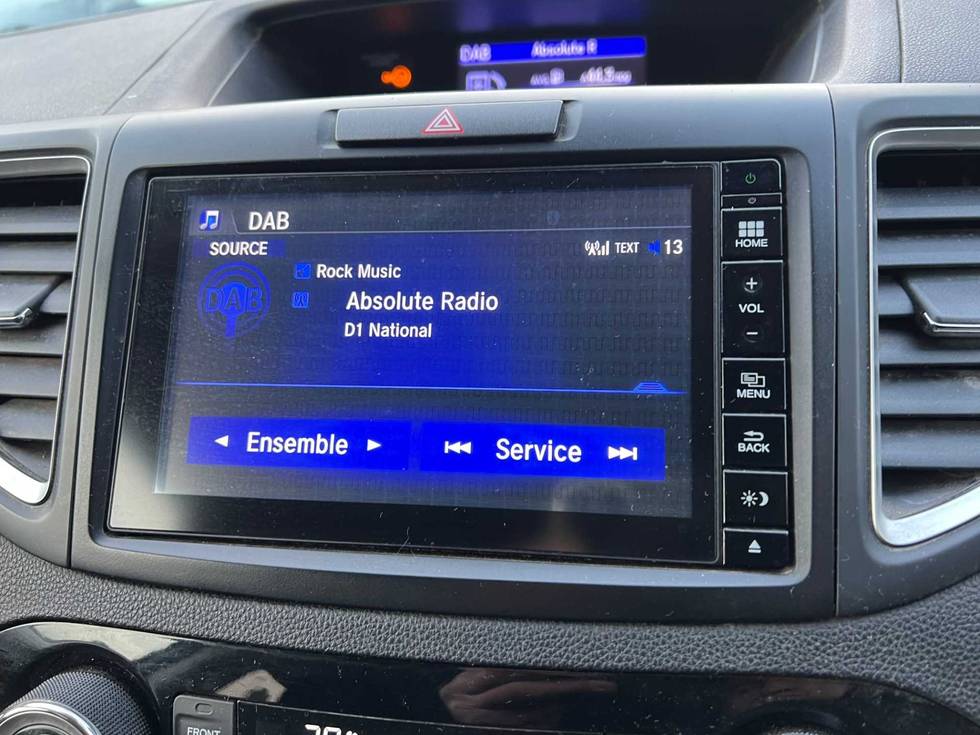 DAB Absolute R
DAB
SOURCE
TEXT 13
DAB
Rock Music
Absolute Radio
D1 National
Ensemble
Service
HOME
+
VOL
−
MENU
BACK
FRONT